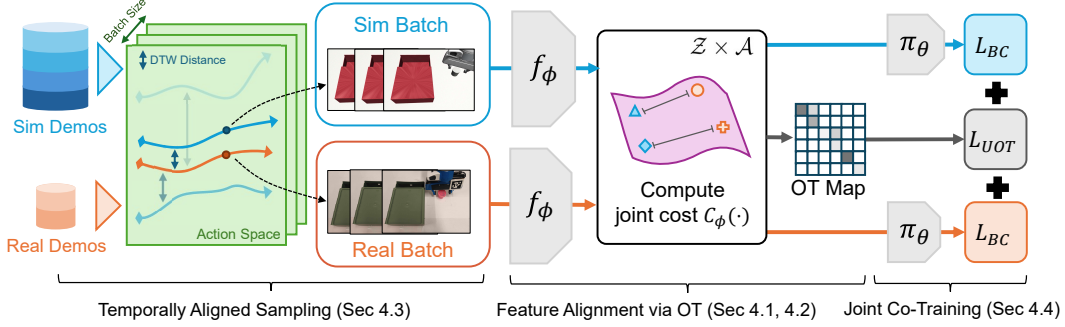 Batch Size
DTW Distance
Sim Demos
Real Demos
Action Space
Sim Batch
Real Batch
f_ϕ
f_ϕ
𝒵 × 𝒜
Compute
joint cost C_ϕ(·)
OT Map
π_θ
L_BC
L_UOT
π_θ
L_BC
Temporally Aligned Sampling (Sec 4.3)
Feature Alignment via OT (Sec 4.1, 4.2)
Joint Co-Training (Sec 4.4)